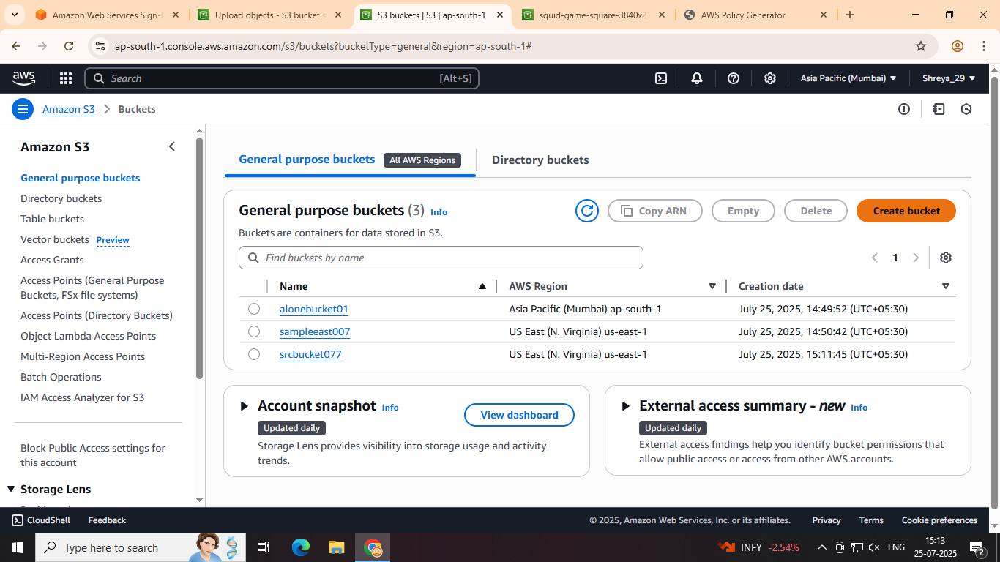 Amazon Web Services Sign-I
Upload objects - S3 bucket s
S3 buckets | S3 | ap-south-1
squid-game-square-3840x2
AWS Policy Generator
ap-south-1.console.aws.amazon.com/s3/buckets?bucketType=general&region=ap-south-1#
aws
Search
[Alt+S]
Asia Pacific (Mumbai)
Shreya_29
Amazon S3
Buckets
Amazon S3
General purpose buckets
Directory buckets
Table buckets
Vector buckets Preview
Access Grants
Access Points (General Purpose
Buckets, FSx file systems)
Access Points (Directory Buckets)
Object Lambda Access Points
Multi-Region Access Points
Batch Operations
IAM Access Analyzer for S3
Block Public Access settings for
this account
Storage Lens
General purpose buckets All AWS Regions
Directory buckets
General purpose buckets (3) Info
Copy ARN
Empty
Delete
Create bucket
Buckets are containers for data stored in S3.
Find buckets by name
1
Name AWS Region Creation date
alonebucket01 Asia Pacific (Mumbai) ap-south-1 July 25, 2025, 14:49:52 (UTC+05:30)
sampleeast007 US East (N. Virginia) us-east-1 July 25, 2025, 14:50:42 (UTC+05:30)
srcbucket077 US East (N. Virginia) us-east-1 July 25, 2025, 15:11:45 (UTC+05:30)
Account snapshot Info
Updated daily
View dashboard
Storage Lens provides visibility into storage usage and activity
trends.
External access summary - new Info
Updated daily
External access findings help you identify bucket permissions that
allow public access or access from other AWS accounts.
CloudShell
Feedback
© 2025, Amazon Web Services, Inc. or its affiliates.
Privacy
Terms
Cookie preferences
Type here to search
INFY -2.54%
ENG
15:13
25-07-2025
2